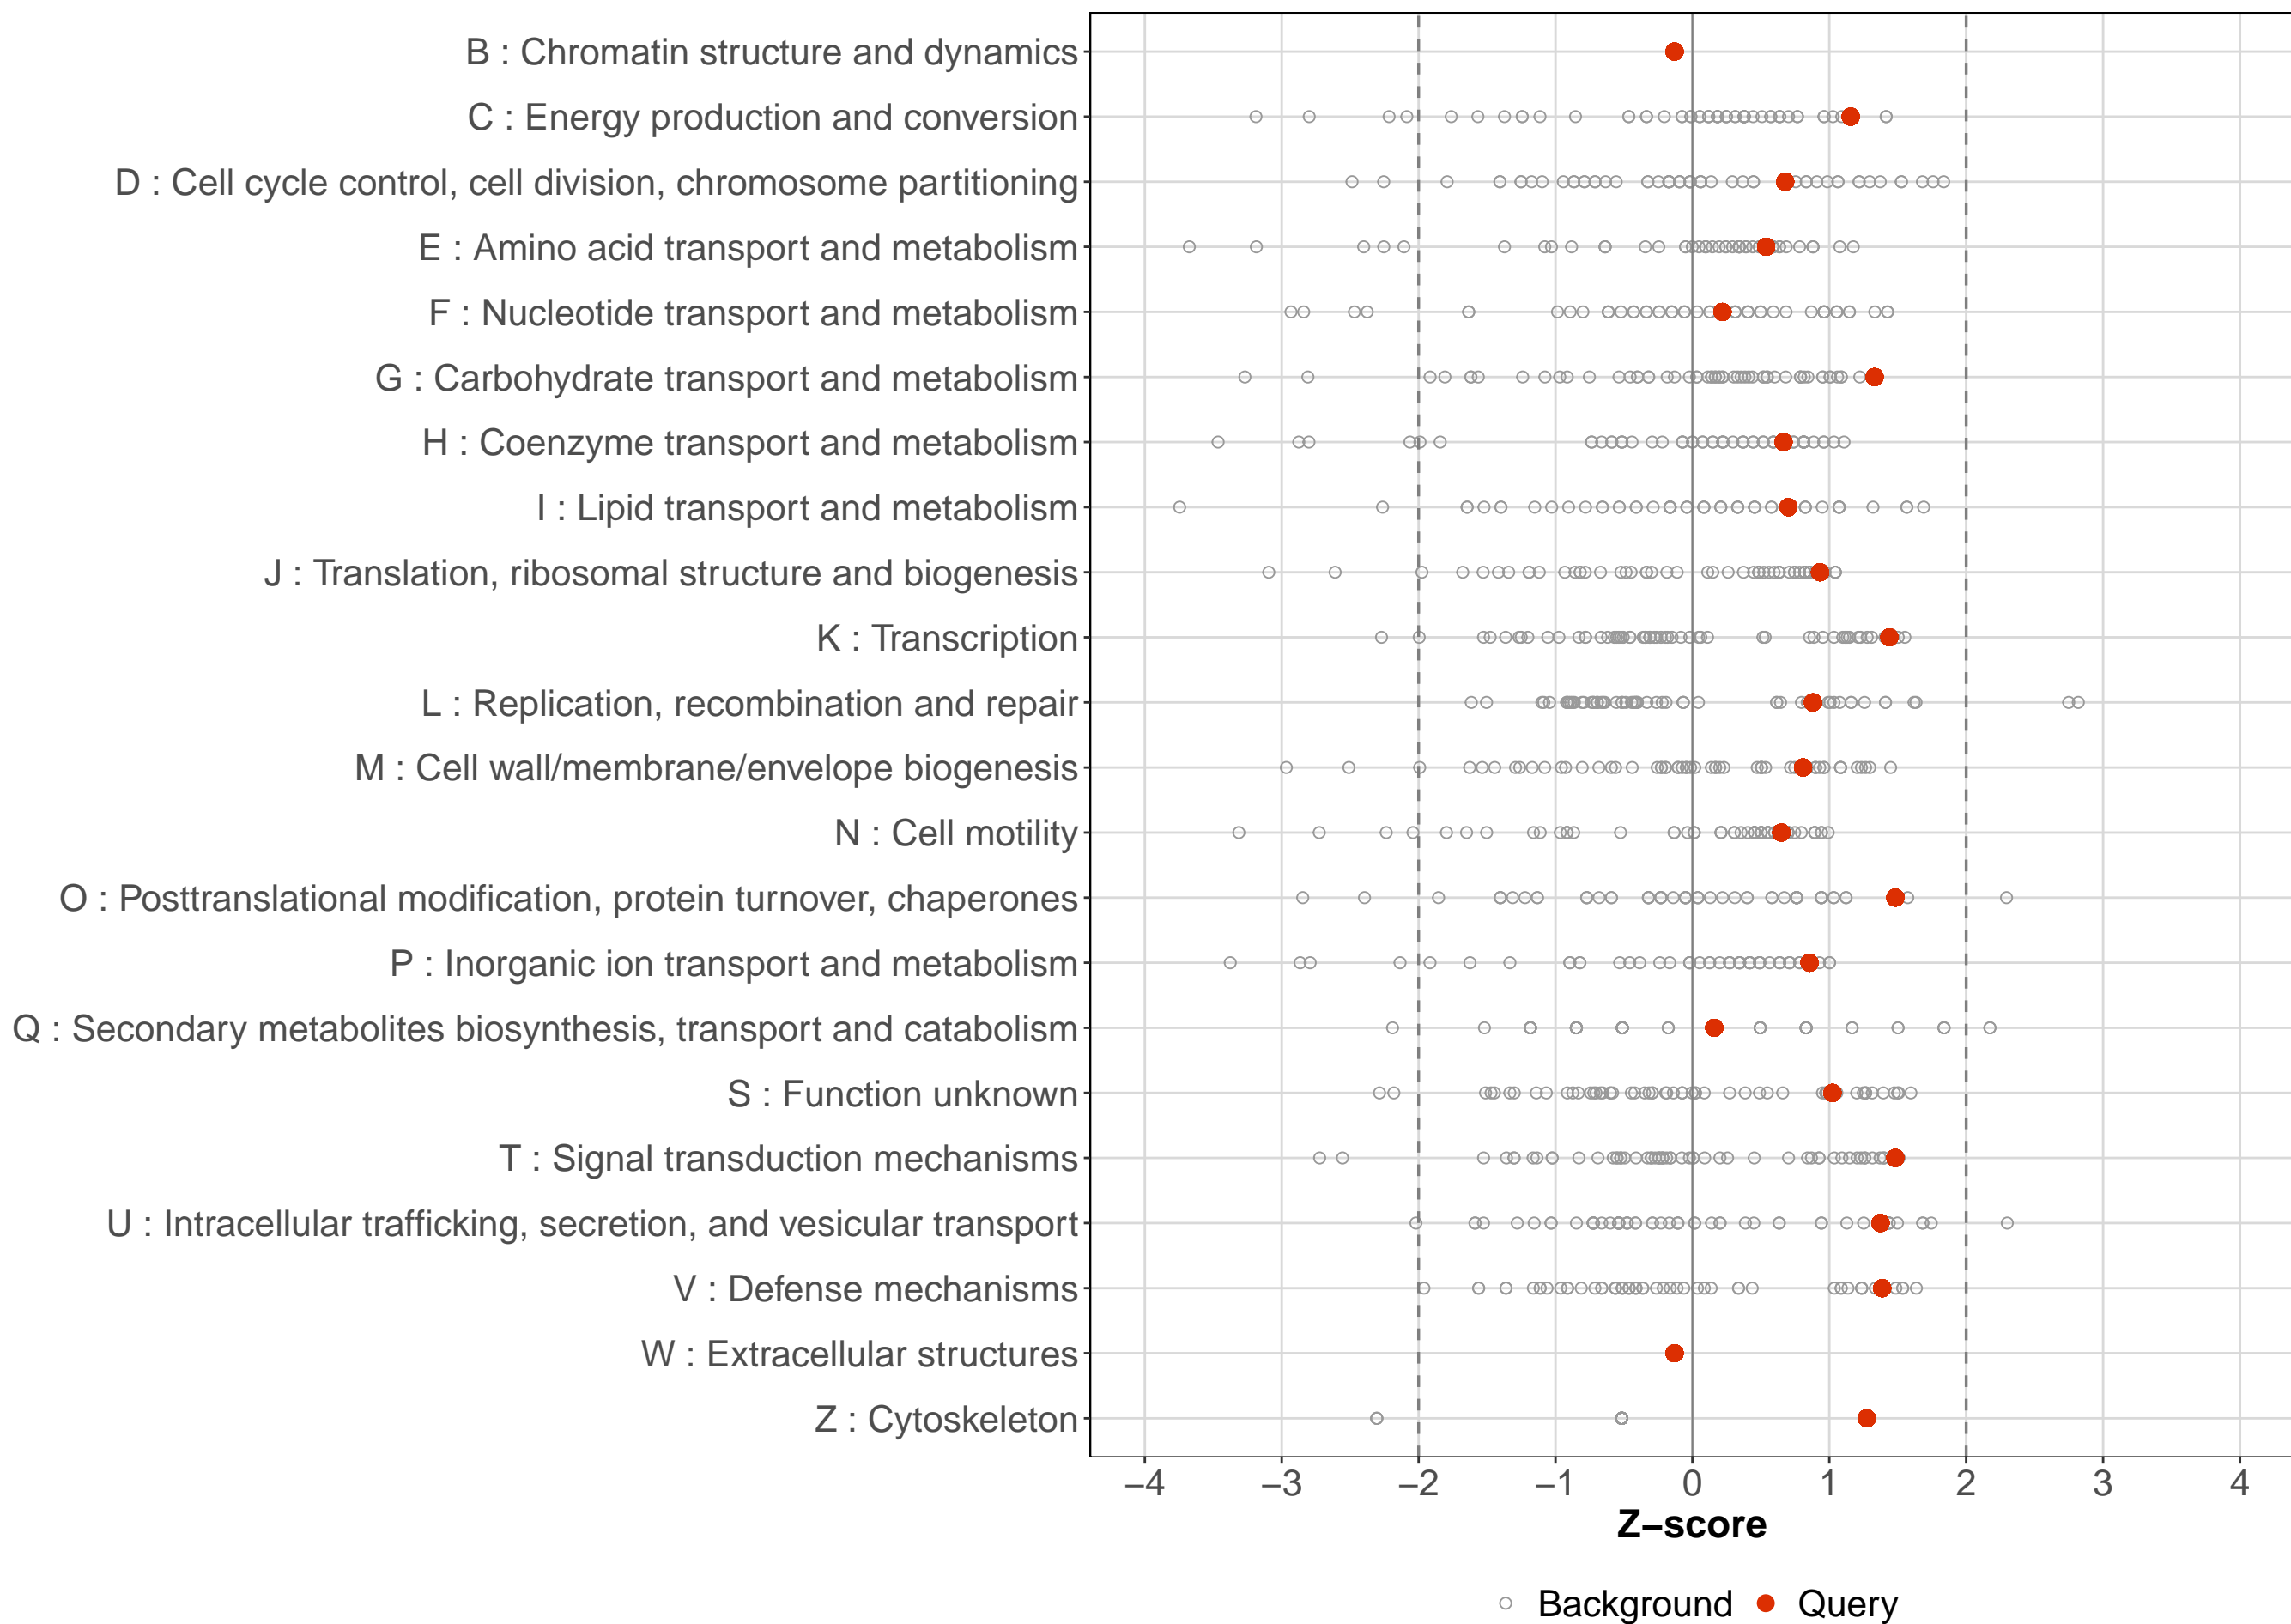 B : Chromatin structure and dynamics
C : Energy production and conversion
D : Cell cycle control, cell division, chromosome partitioning
E : Amino acid transport and metabolism
F : Nucleotide transport and metabolism
G : Carbohydrate transport and metabolism
H : Coenzyme transport and metabolism
I : Lipid transport and metabolism
J : Translation, ribosomal structure and biogenesis
K : Transcription
L : Replication, recombination and repair
M : Cell wall/membrane/envelope biogenesis
N : Cell motility
O : Posttranslational modification, protein turnover, chaperones
P : Inorganic ion transport and metabolism
Q : Secondary metabolites biosynthesis, transport and catabolism
S : Function unknown
T : Signal transduction mechanisms
U : Intracellular trafficking, secretion, and vesicular transport
V : Defense mechanisms
W : Extracellular structures
Z : Cytoskeleton
−4 −3 −2 −1 0 1 2 3 4
Z−score
Background Query